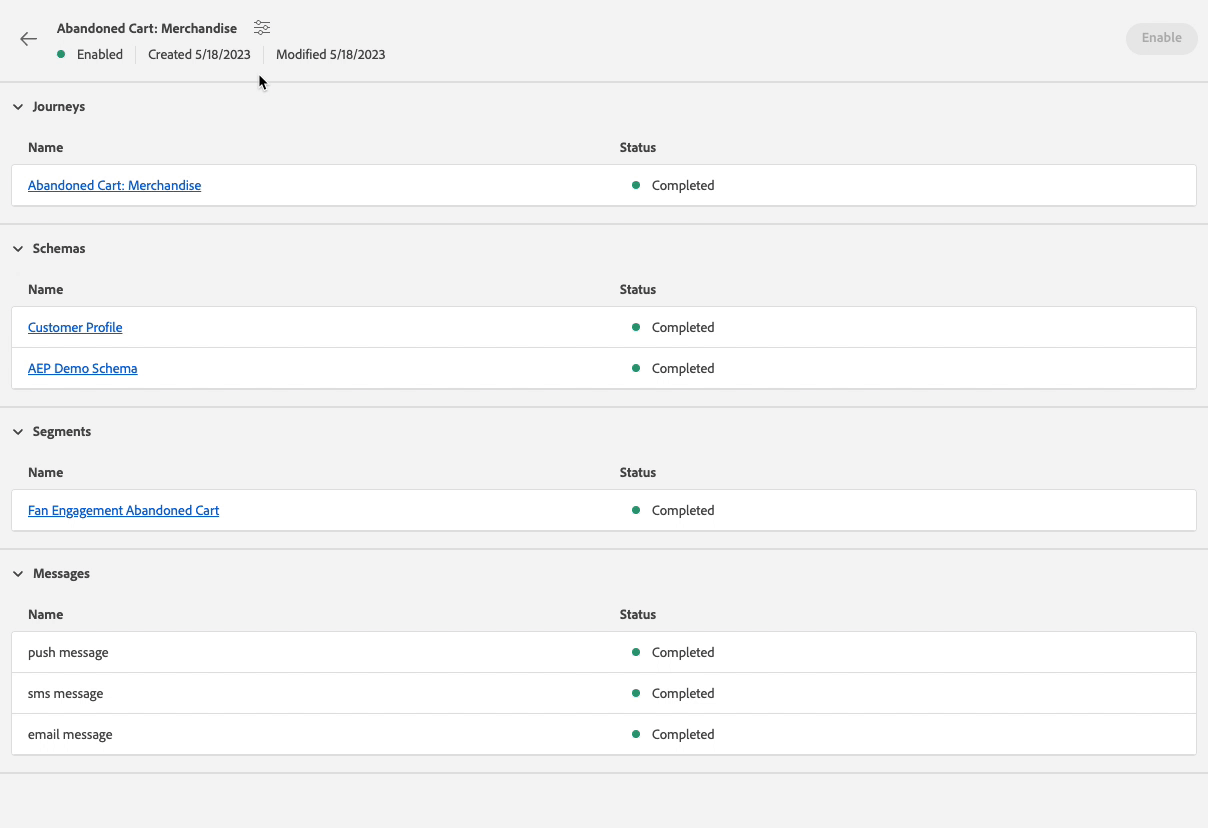 Abandoned Cart: Merchandise
Enable
Enabled Created 5/18/2023 Modified 5/18/2023
Journeys
Name Status
Abandoned Cart: Merchandise Completed
Schemas
Name Status
Customer Profile Completed
AEP Demo Schema Completed
Segments
Name Status
Fan Engagement Abandoned Cart Completed
Messages
Name Status
push message Completed
sms message Completed
email message Completed